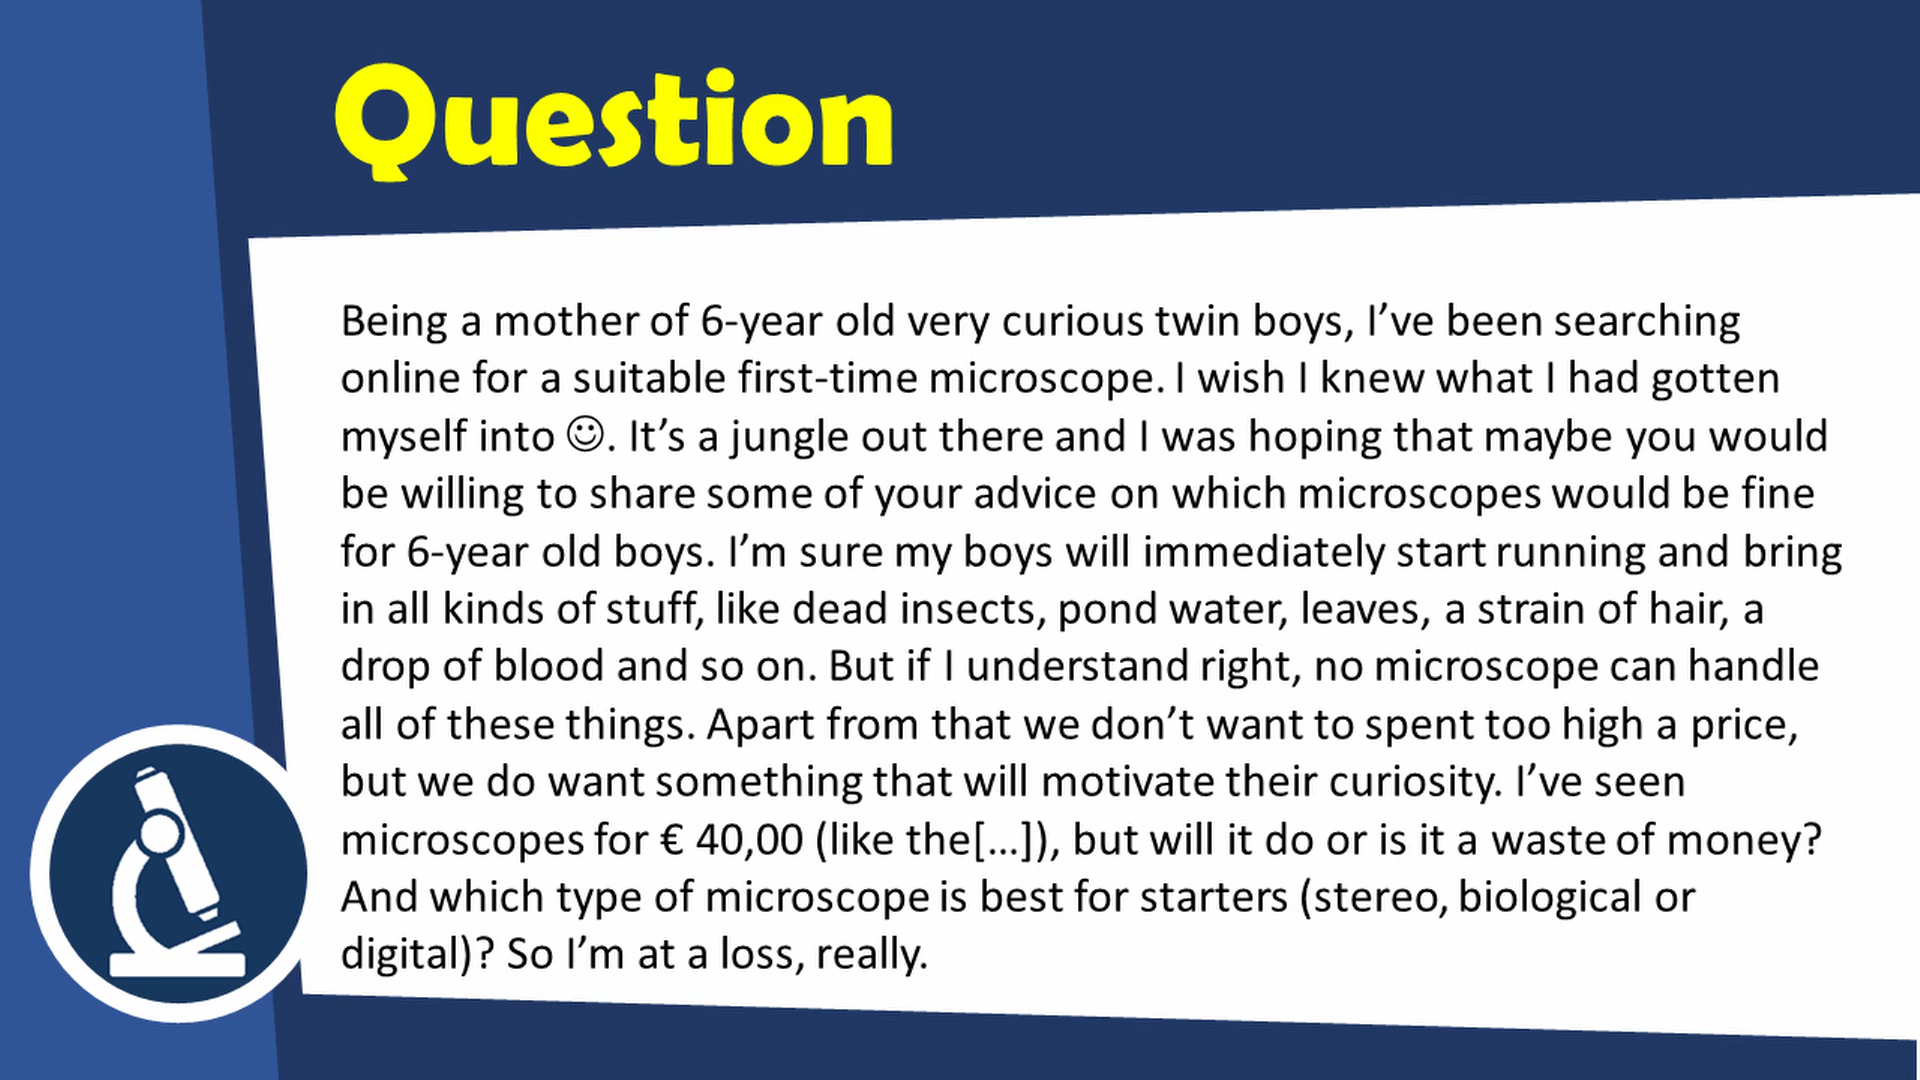 Question
Being a mother of 6-year old very curious twin boys, I’ve been searching
online for a suitable first-time microscope. I wish I knew what I had gotten
myself into ☺. It’s a jungle out there and I was hoping that maybe you would
be willing to share some of your advice on which microscopes would be fine
for 6-year old boys. I’m sure my boys will immediately start running and bring
in all kinds of stuff, like dead insects, pond water, leaves, a strain of hair, a
drop of blood and so on. But if I understand right, no microscope can handle
all of these things. Apart from that we don’t want to spent too high a price,
but we do want something that will motivate their curiosity. I’ve seen
microscopes for € 40,00 (like the[…]), but will it do or is it a waste of money?
And which type of microscope is best for starters (stereo, biological or
digital)? So I’m at a loss, really.